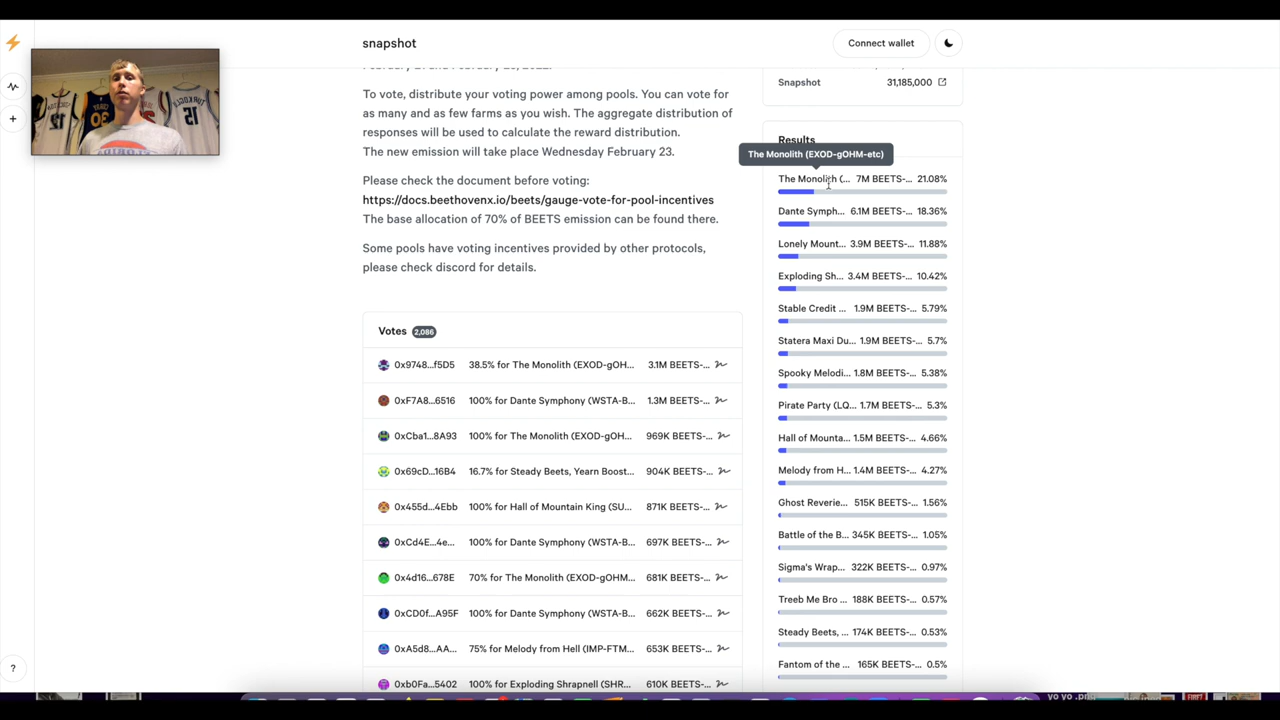 snapshot
Connect wallet
To vote, distribute your voting power among pools. You can vote for
as many and as few farms as you wish. The aggregate distribution of
responses will be used to calculate the reward distribution.
The new emission will take place Wednesday February 23.
Please check the document before voting:
https://docs.beethovenx.io/beets/gauge-vote-for-pool-incentives
The base allocation of 70% of BEETS emission can be found there.
Some pools have voting incentives provided by other protocols,
please check discord for details.
Votes 2,086
0x9748...f5D5 38.5% for The Monolith (EXOD-gOH... 3.1M BEETS-...
0xF7A8...6516 100% for Dante Symphony (WSTA-B... 1.3M BEETS-...
0xCba1...8A93 100% for The Monolith (EXOD-gOH... 969K BEETS-...
0x69cD...16B4 16.7% for Steady Beets, Yearn Boost... 904K BEETS-...
0x455d...4Ebb 100% for Hall of Mountain King (SU... 871K BEETS-...
0xCd4E...4e... 100% for Dante Symphony (WSTA-B... 697K BEETS-...
0x4d16...678E 70% for The Monolith (EXOD-gOHM... 681K BEETS-...
0xCD0f...A95F 100% for Dante Symphony (WSTA-B... 662K BEETS-...
0xA5d8...AA... 75% for Melody from Hell (IMP-FTM... 653K BEETS-...
0xb0Fa...5402 100% for Exploding Shrapnell (SHR... 610K BEETS-...
Snapshot 31,185,000
Results
The Monolith (EXOD-gOHM-etc)
The Monolith (... 7M BEETS-... 21.08%
Dante Symph... 6.1M BEETS-... 18.36%
Lonely Mount... 3.9M BEETS-... 11.88%
Exploding Sh... 3.4M BEETS-... 10.42%
Stable Credit ... 1.9M BEETS-... 5.79%
Statera Maxi Du... 1.9M BEETS-... 5.7%
Spooky Melodi... 1.8M BEETS-... 5.38%
Pirate Party (LQ... 1.7M BEETS-... 5.3%
Hall of Mounta... 1.5M BEETS-... 4.66%
Melody from H... 1.4M BEETS-... 4.27%
Ghost Reverie... 515K BEETS-... 1.56%
Battle of the B... 345K BEETS-... 1.05%
Sigma's Wrap... 322K BEETS-... 0.97%
Treeb Me Bro ... 188K BEETS-... 0.57%
Steady Beets, ... 174K BEETS-... 0.53%
Fantom of the ... 165K BEETS-... 0.5%
?